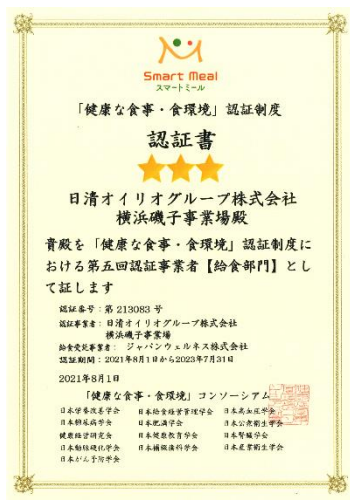 Smart Meal
スマートミール
「健康な食事・食環境」認証制度
認証書
日清オイリオグループ株式会社
横浜磯子事業場殿
貴殿を「健康な食事・食環境」認証制度に
おける第五回認証事業者【給食部門】とし
て証します
認証番号：第 213083 号
認証事業者：日清オイリオグループ株式会社
横浜磯子事業場
給食受託事業者： ジャパンウェルネス株式会社
認証期間：2021年8月1日から2023年7月31日
2021年8月1日
「健康な食事・食環境」コンソーシアム
日本栄養改善学会 日本給食経営管理学会 日本高血圧学会
日本糖尿病学会 日本肥満学会 日本公衆衛生学会
健康経営研究会 日本健康教育学会 日本腎臓学会
日本動脈硬化学会 日本補綴歯科学会 日本産業衛生学会
日本がん予防学会